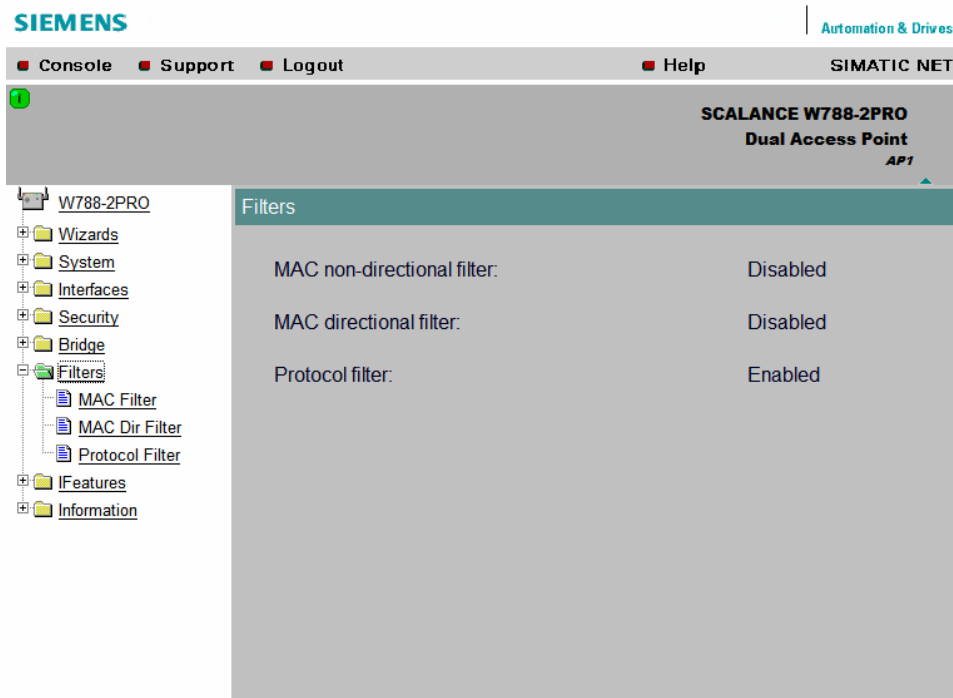 SIEMENS
Automation & Drives
Console Support Logout Help SIMATIC NET
i
SCALANCE W788-2PRO
Dual Access Point
AP1
W788-2PRO
Wizards
System
Interfaces
Security
Bridge
Filters
MAC Filter
MAC Dir Filter
Protocol Filter
IFeatures
Information
Filters
MAC non-directional filter: Disabled
MAC directional filter: Disabled
Protocol filter: Enabled